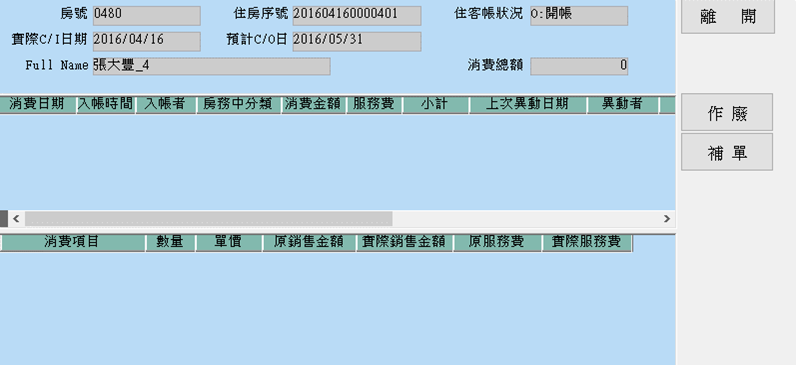 房號 0480 住房序號 201604160000401 住客帳狀況 O:開帳 離 開
實際C/I日期 2016/04/16 預計C/O日 2016/05/31
Full Name 張大豐_4 消費總額 0
消費日期 入帳時間 入帳者 房務中分類 消費金額 服務費 小計 上次異動日期 異動者
作 廢
補 單
消費項目 數量 單價 原銷售金額 實際銷售金額 原服務費 實際服務費